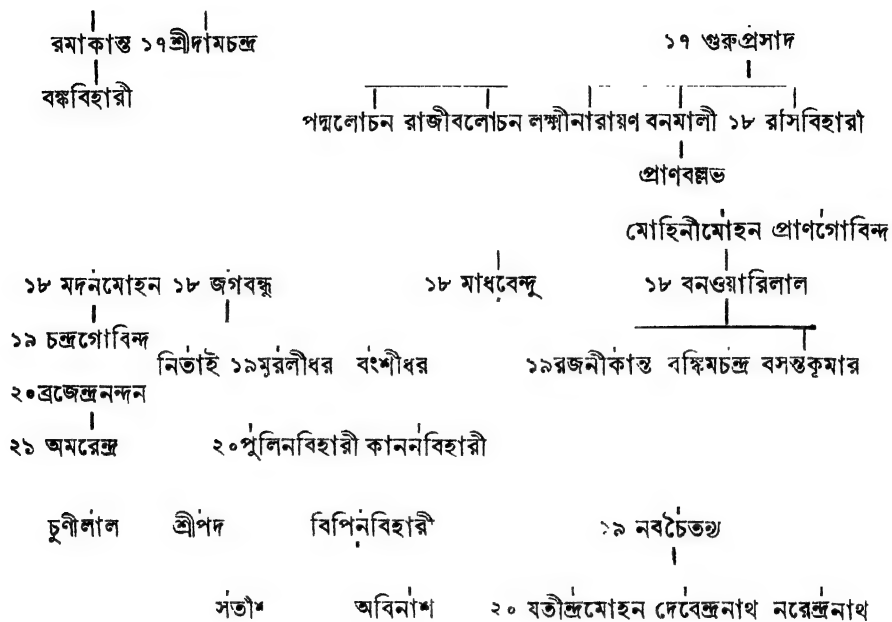 রমাকান্ত ১৭শ্রীদামচন্দ্র ১৭ গুরুপ্রসাদ
বঙ্কবিহারী
পদ্মলোচন রাজীবলোচন লক্ষ্মীনারায়ণ বনমালী ১৮ রাসবিহারী
প্রাণবল্লভ
মোহিনীমোহন প্রাণগোবিন্দ
১৮ মদনমোহন ১৮ জগবন্ধু ১৮ মাধবেন্দু ১৮ বনওয়ারিলাল
১৯ চন্দ্রগোবিন্দ
নিতাই ১৯মুরলীধর বংশীধর ১৯রজনীকান্ত বঙ্কিমচন্দ্র বসন্তকুমার
২০ব্রজেন্দ্রনন্দন
২১ অমরেন্দ্র ২০পুলিনবিহারী কাননবিহারী
চুণীলাল শ্রীপদ বিপিনবিহারী ১৯ নবচৈতন্য
সতীশ অবিনাশ ২০ যতীন্দ্রমোহন দেবেন্দ্রনাথ নরেন্দ্রনাথ